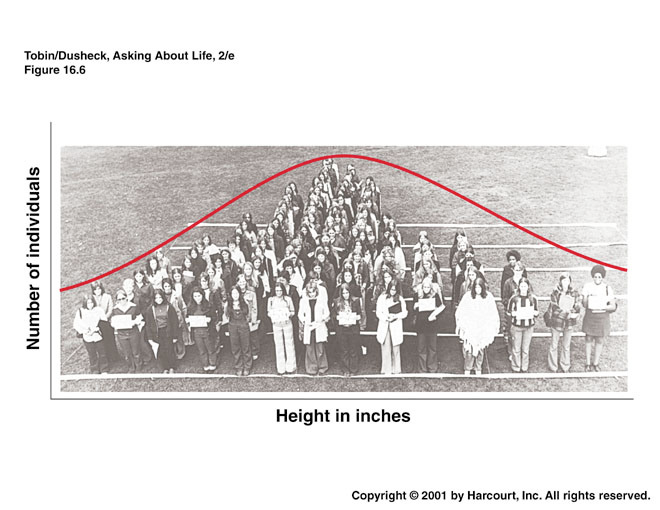 Tobin/Dusheck, Asking About Life, 2/e
Figure 16.6
Number of individuals
Height in inches
Copyright © 2001 by Harcourt, Inc. All rights reserved.